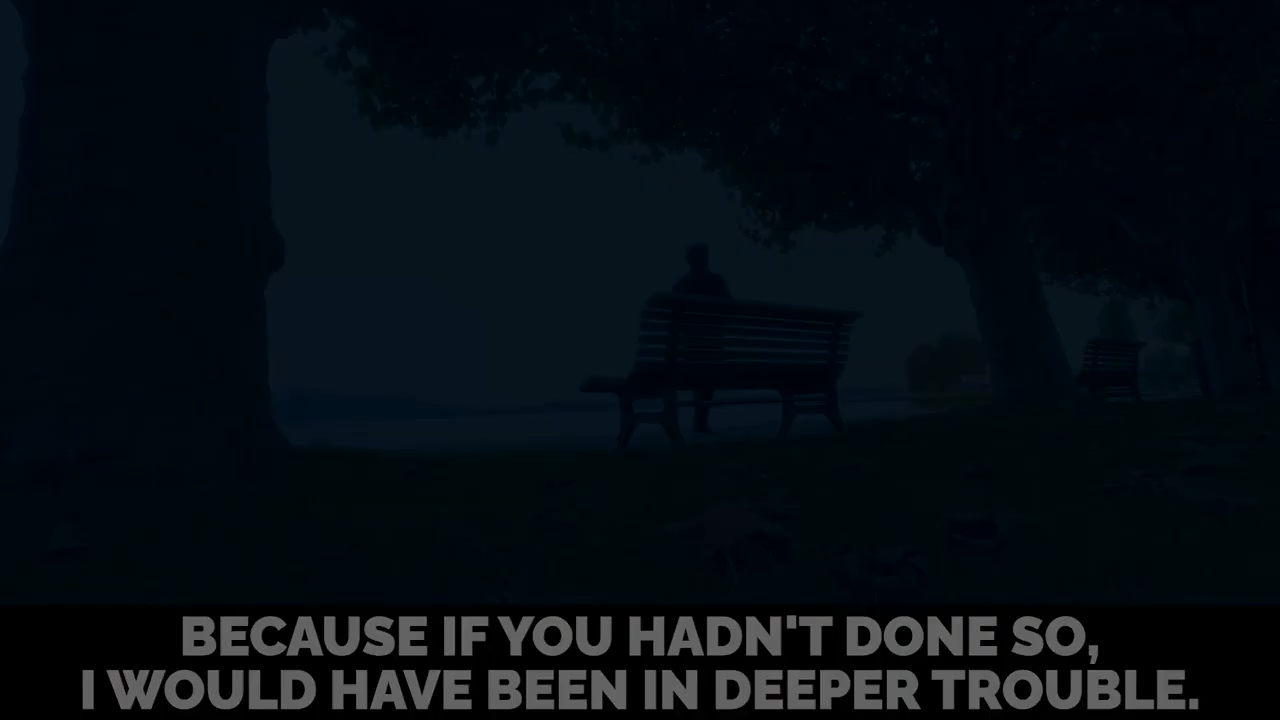 BECAUSE IF YOU HADN'T DONE SO,
I WOULD HAVE BEEN IN DEEPER TROUBLE.